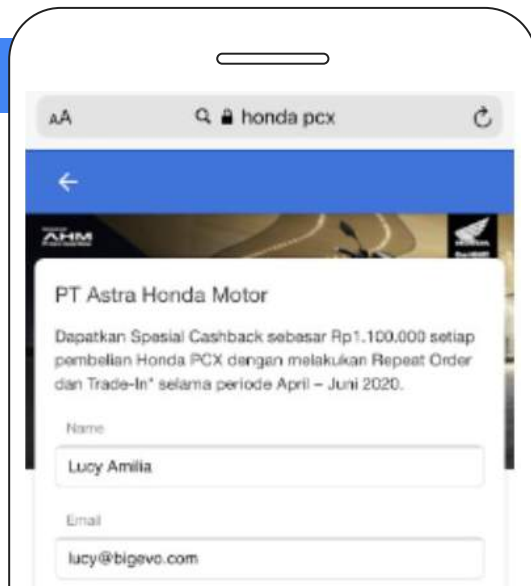 AA honda pcx
AHM
HONDA
PT Astra Honda Motor
Dapatkan Spesial Cashback sebesar Rp1.100.000 setiap
pembelian Honda PCX dengan melakukan Repeat Order
dan Trade-In* selama periode April – Juni 2020.
Name
Lucy Amilia
Email
lucy@bigevo.com